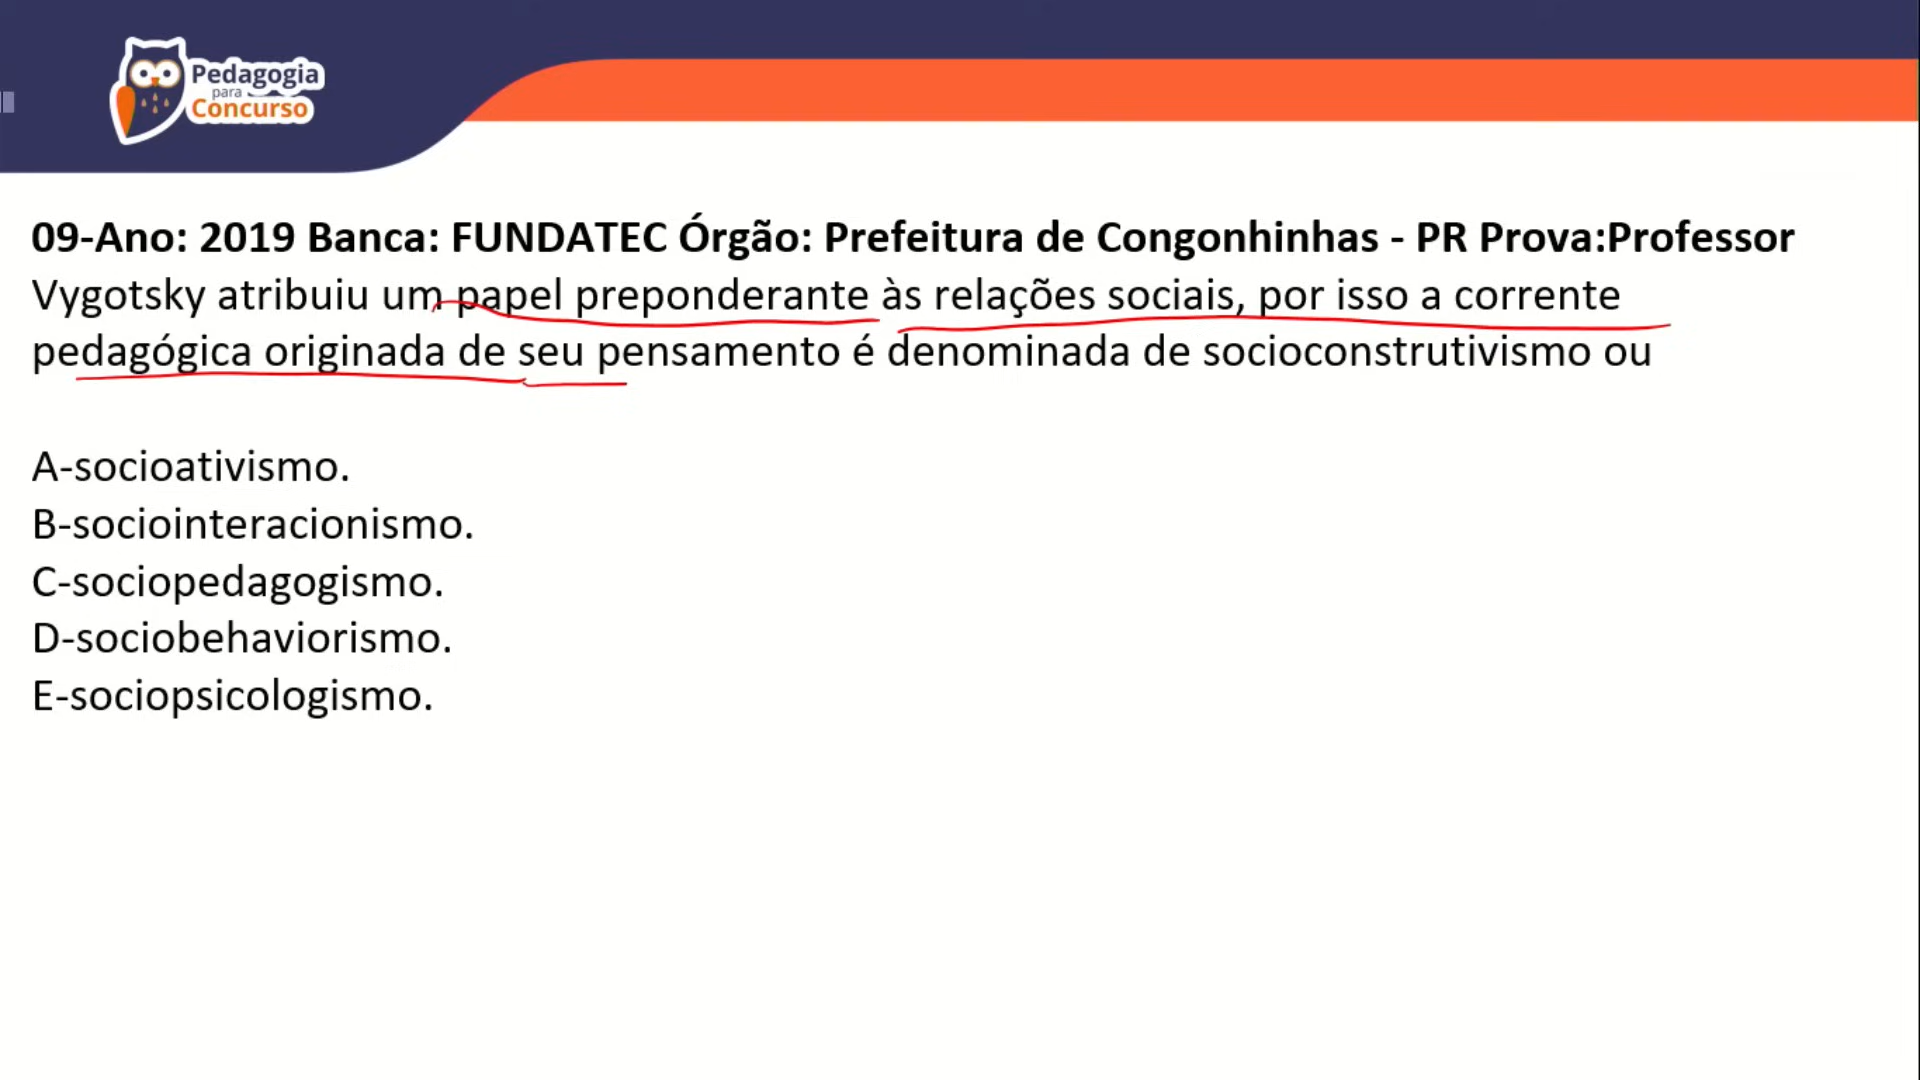 Pedagogia
para
Concurso
09-Ano: 2019 Banca: FUNDATEC Órgão: Prefeitura de Congonhinhas - PR Prova:Professor
Vygotsky atribuiu um papel preponderante às relações sociais, por isso a corrente
pedagógica originada de seu pensamento é denominada de socioconstrutivismo ou
A-socioativismo.
B-sociointeracionismo.
C-sociopedagogismo.
D-sociobehaviorismo.
E-sociopsicologismo.